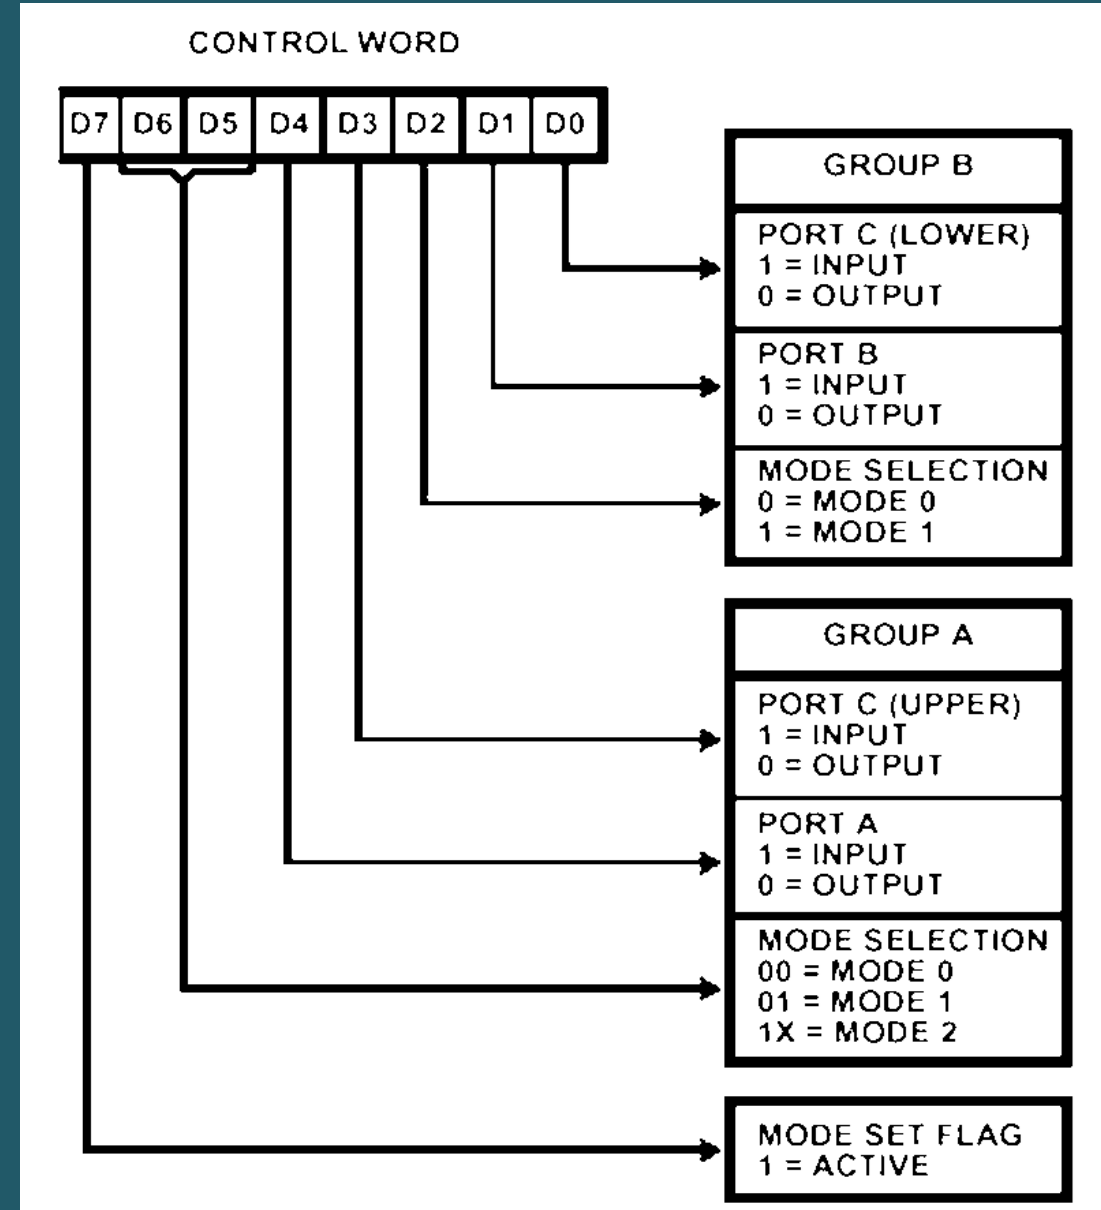 CONTROL WORD
D7 D6 D5 D4 D3 D2 D1 D0
GROUP B
PORT C (LOWER)
1 = INPUT
0 = OUTPUT
PORT B
1 = INPUT
0 = OUTPUT
MODE SELECTION
0 = MODE 0
1 = MODE 1
GROUP A
PORT C (UPPER)
1 = INPUT
0 = OUTPUT
PORT A
1 = INPUT
0 = OUTPUT
MODE SELECTION
00 = MODE 0
01 = MODE 1
1X = MODE 2
MODE SET FLAG
1 = ACTIVE